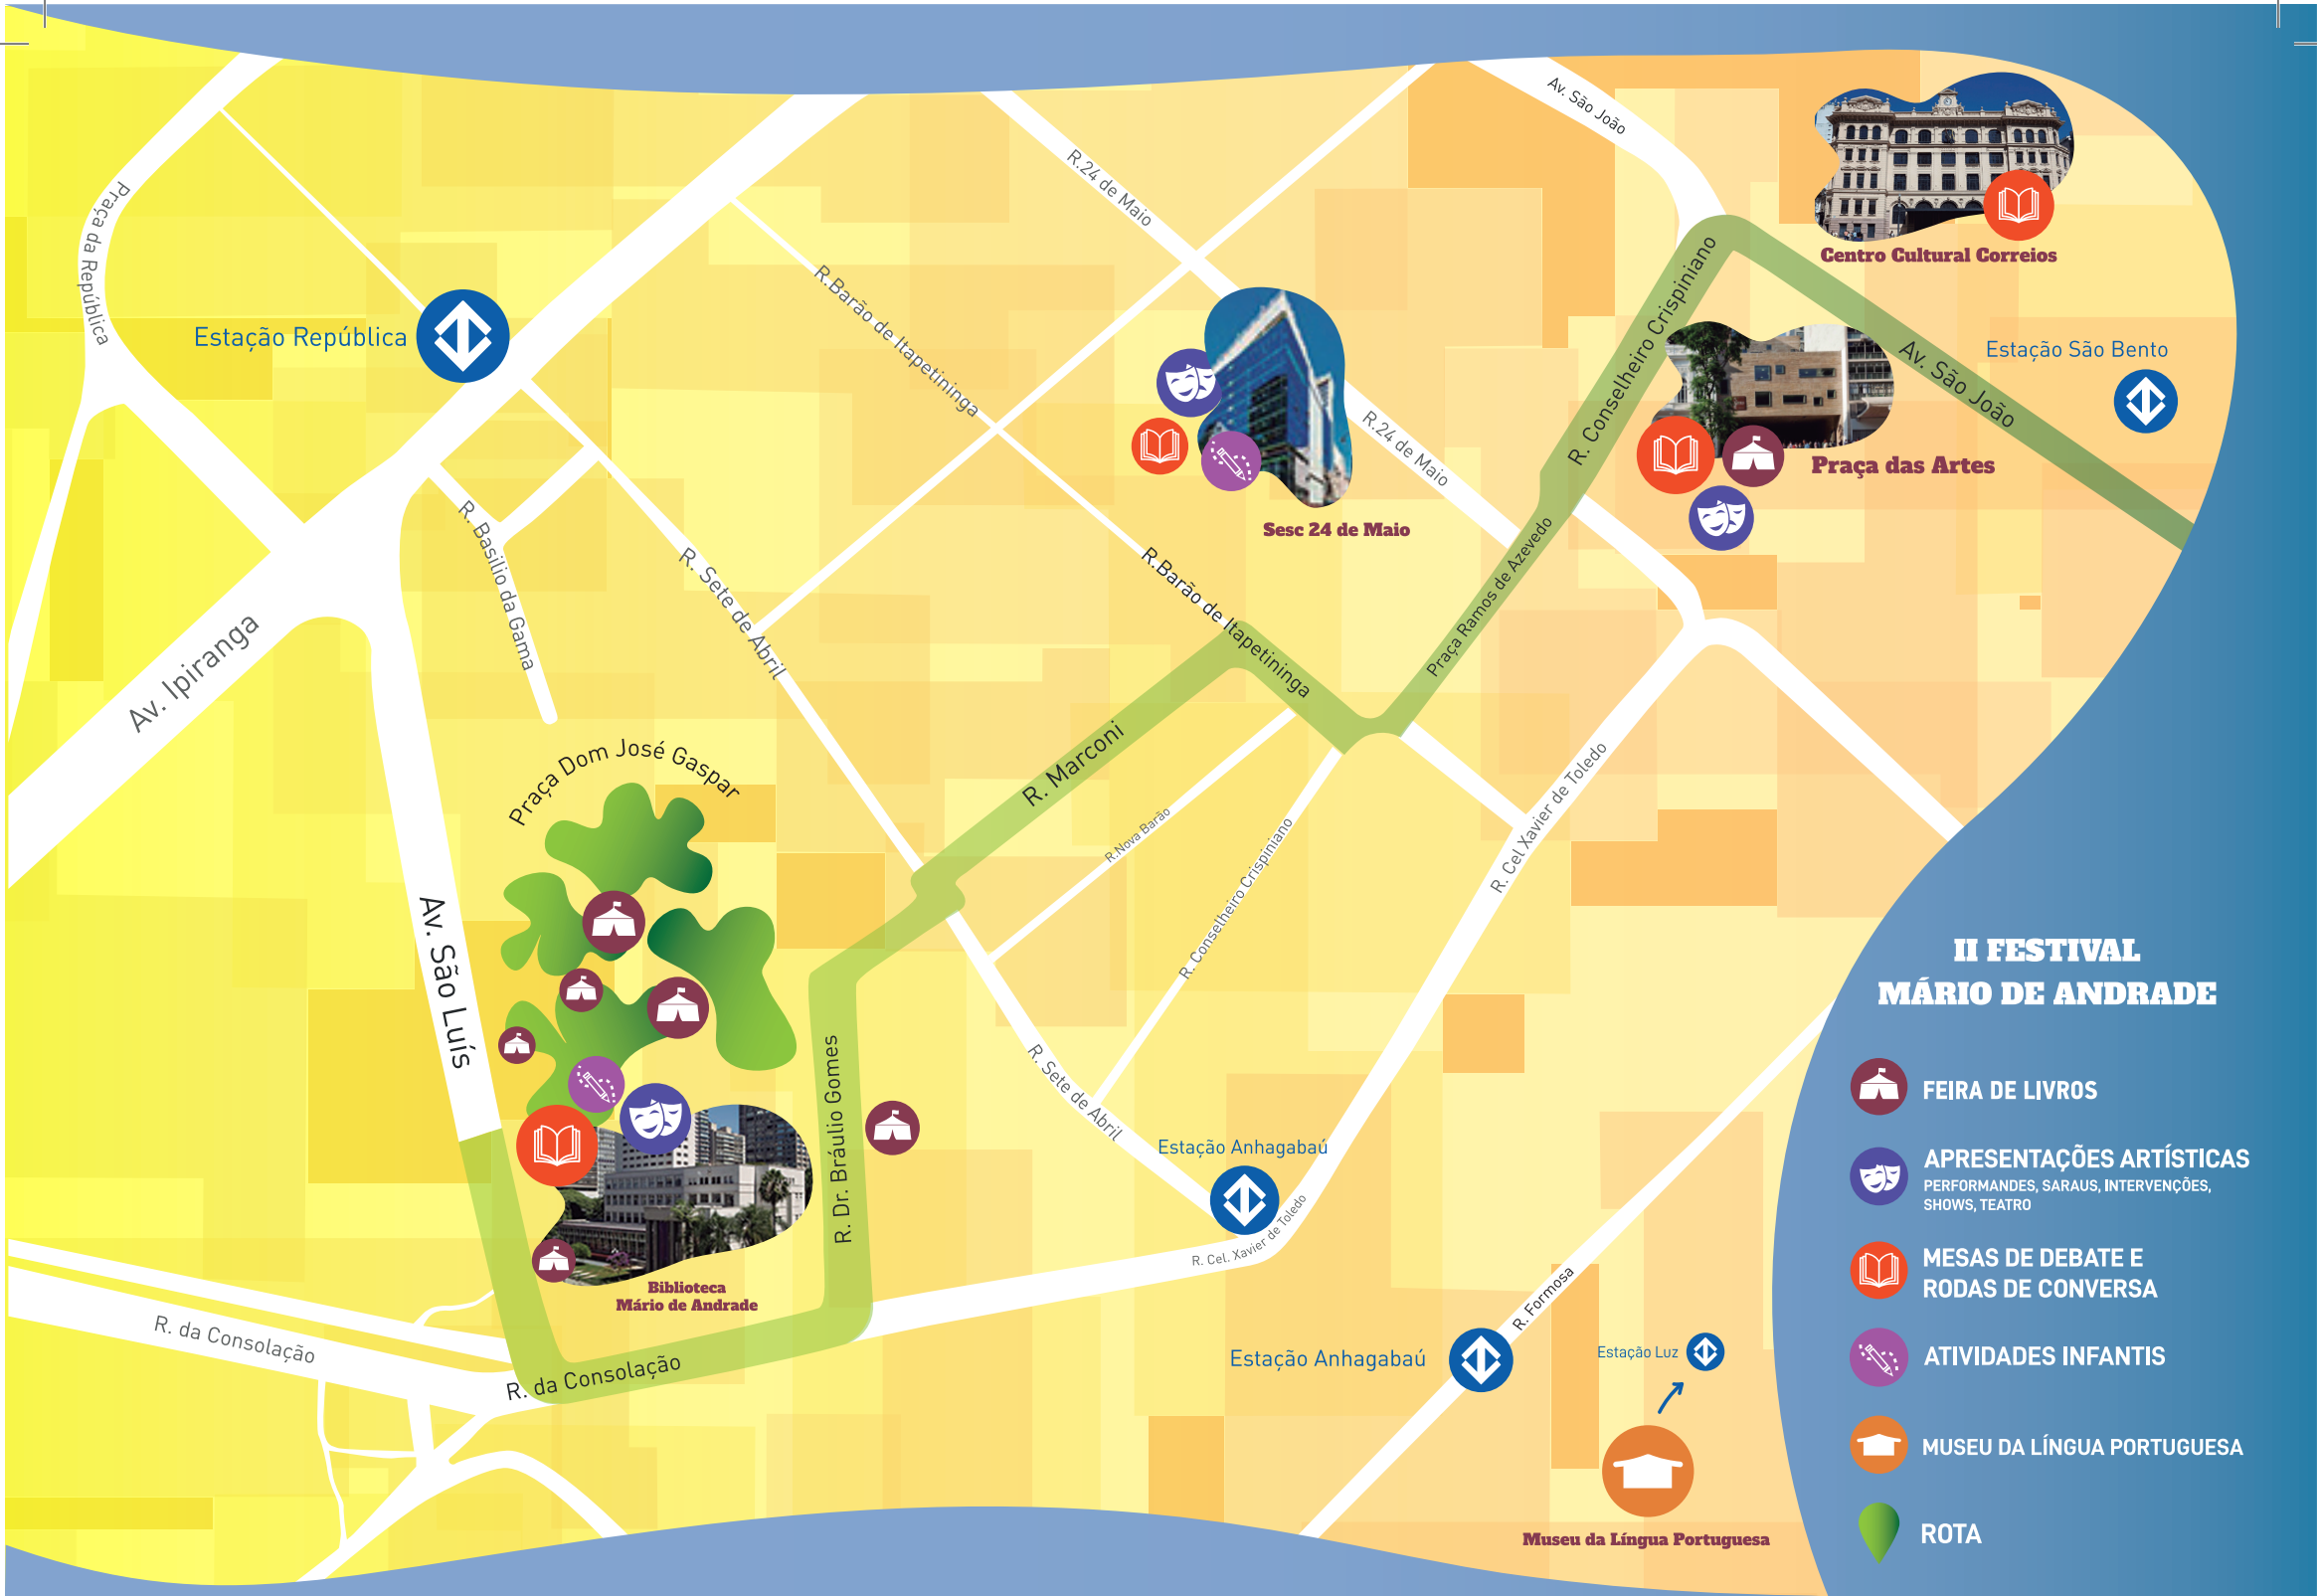 Av. São João
R.24 de Maio
Praça da República
Centro Cultural Correios
R.Barão de Itapetininga
R. Conselheiro Crispiniano
Estação República
Estação São Bento
Av. São João
R.24 de Maio
Praça das Artes
Sesc 24 de Maio
R. Basilio da Gama
R. Sete de Abril
R.Barão de Itapetininga
Praça Ramos de Azevedo
Av. Ipiranga
Praça Dom José Gaspar
R. Marconi
R.Nova Barão
R. Conselheiro Crispiniano
R. Cel Xavier de Toledo
Av. São Luís
R. Dr. Bráulio Gomes
R. Sete de Abril
Estação Anhagabaú
R. Cel. Xavier de Toledo
Biblioteca
Mário de Andrade
R. da Consolação
R. da Consolação
R. Formosa
Estação Anhagabaú
Estação Luz
Museu da Língua Portuguesa
II FESTIVAL
MÁRIO DE ANDRADE
FEIRA DE LIVROS
APRESENTAÇÕES ARTÍSTICAS
PERFORMANDES, SARAUS, INTERVENÇÕES,
SHOWS, TEATRO
MESAS DE DEBATE E
RODAS DE CONVERSA
ATIVIDADES INFANTIS
MUSEU DA LÍNGUA PORTUGUESA
ROTA